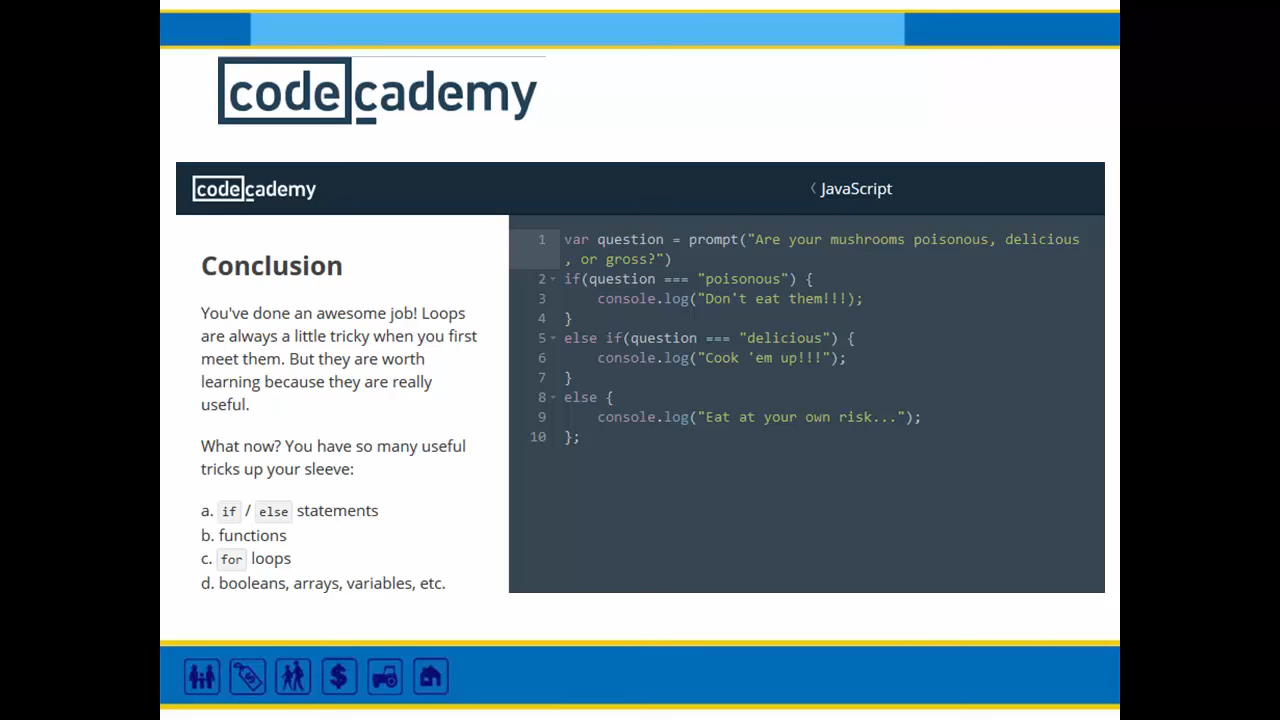 codecademy
codecademy
JavaScript
Conclusion
You've done an awesome job! Loops
are always a little tricky when you first
meet them. But they are worth
learning because they are really
useful.
What now? You have so many useful
tricks up your sleeve:
a. if / else statements
b. functions
c. for loops
d. booleans, arrays, variables, etc.
1 var question = prompt("Are your mushrooms poisonous, delicious
, or gross?")
2 if(question === "poisonous") {
3 console.log("Don't eat them!!!);
4 }
5 else if(question === "delicious") {
6 console.log("Cook 'em up!!!");
7 }
8 else {
9 console.log("Eat at your own risk...");
10 };
$